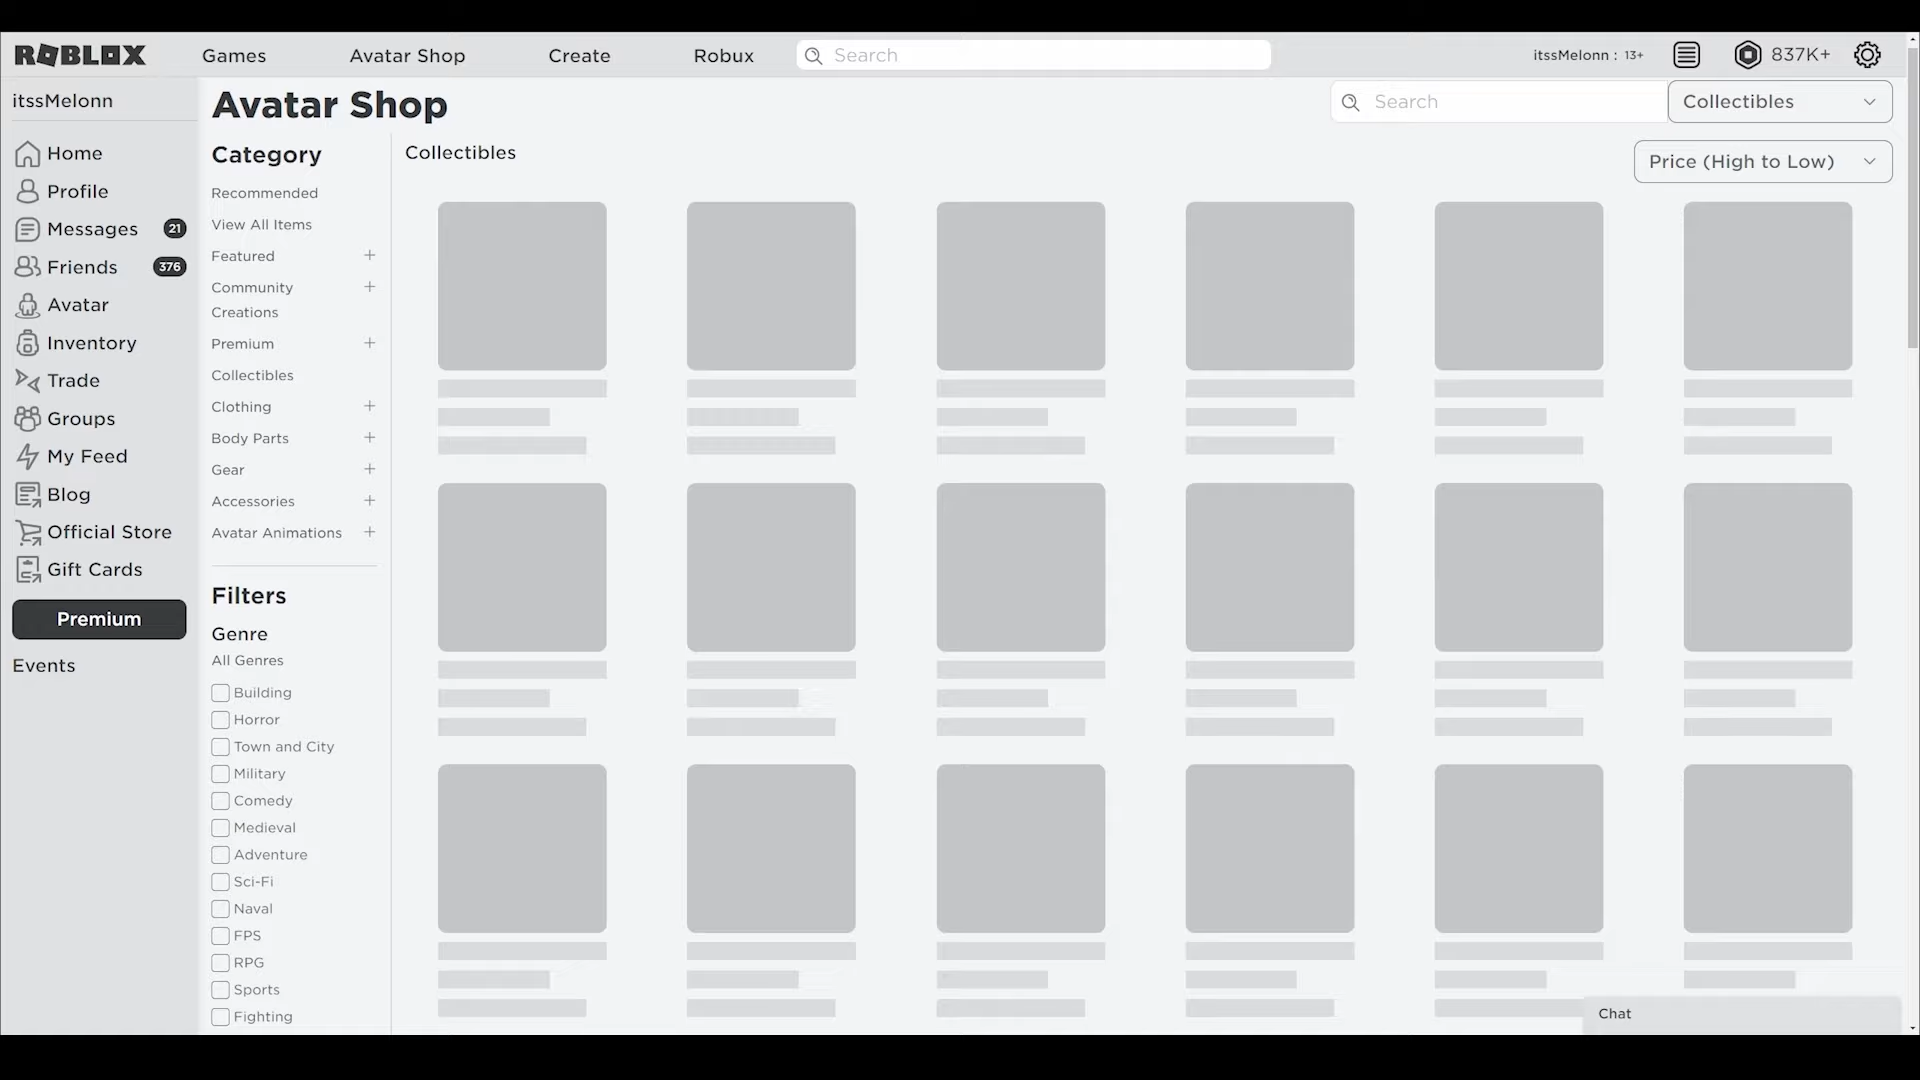 ROBLOX
Games
Avatar Shop
Create
Robux
Search
itssMelonn : 13+
837K+
itssMelonn
Home
Profile
Messages 21
Friends 376
Avatar
Inventory
Trade
Groups
My Feed
Blog
Official Store
Gift Cards
Premium
Events
Avatar Shop
Search
Collectibles
Category
Recommended
View All Items
Featured +
Community +
Creations
Premium +
Collectibles
Clothing +
Body Parts +
Gear +
Accessories +
Avatar Animations +
Filters
Genre
All Genres
Building
Horror
Town and City
Military
Comedy
Medieval
Adventure
Sci-Fi
Naval
FPS
RPG
Sports
Fighting
Collectibles
Price (High to Low)
Chat